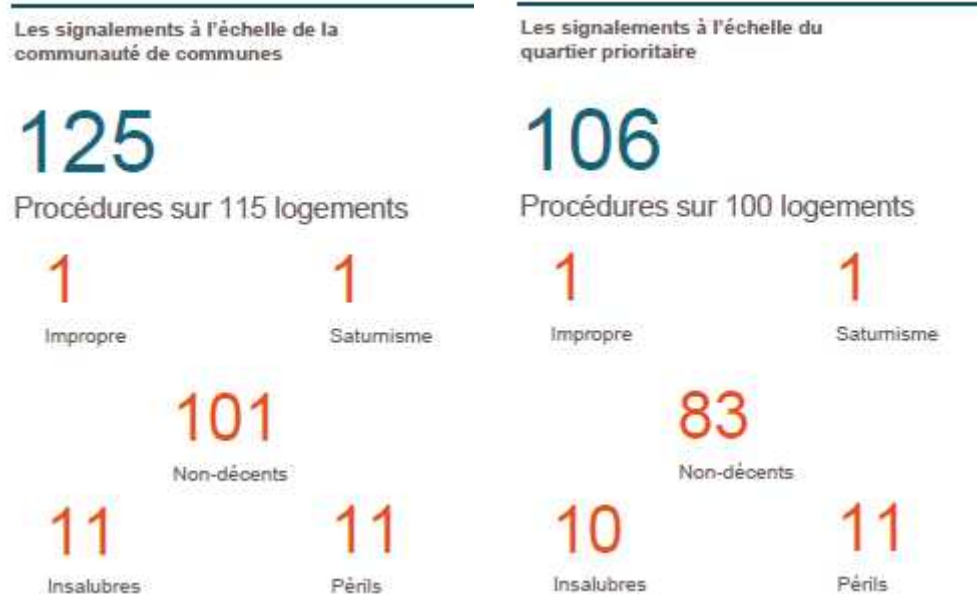 Les signalements à l'échelle de la
communauté de communes
125
Procédures sur 115 logements
1
Impropre
1
Saturnisme
101
Non-décents
11
Insalubres
11
Périls
Les signalements à l'échelle du
quartier prioritaire
106
Procédures sur 100 logements
1
Impropre
1
Saturnisme
83
Non-décents
10
Insalubres
11
Périls